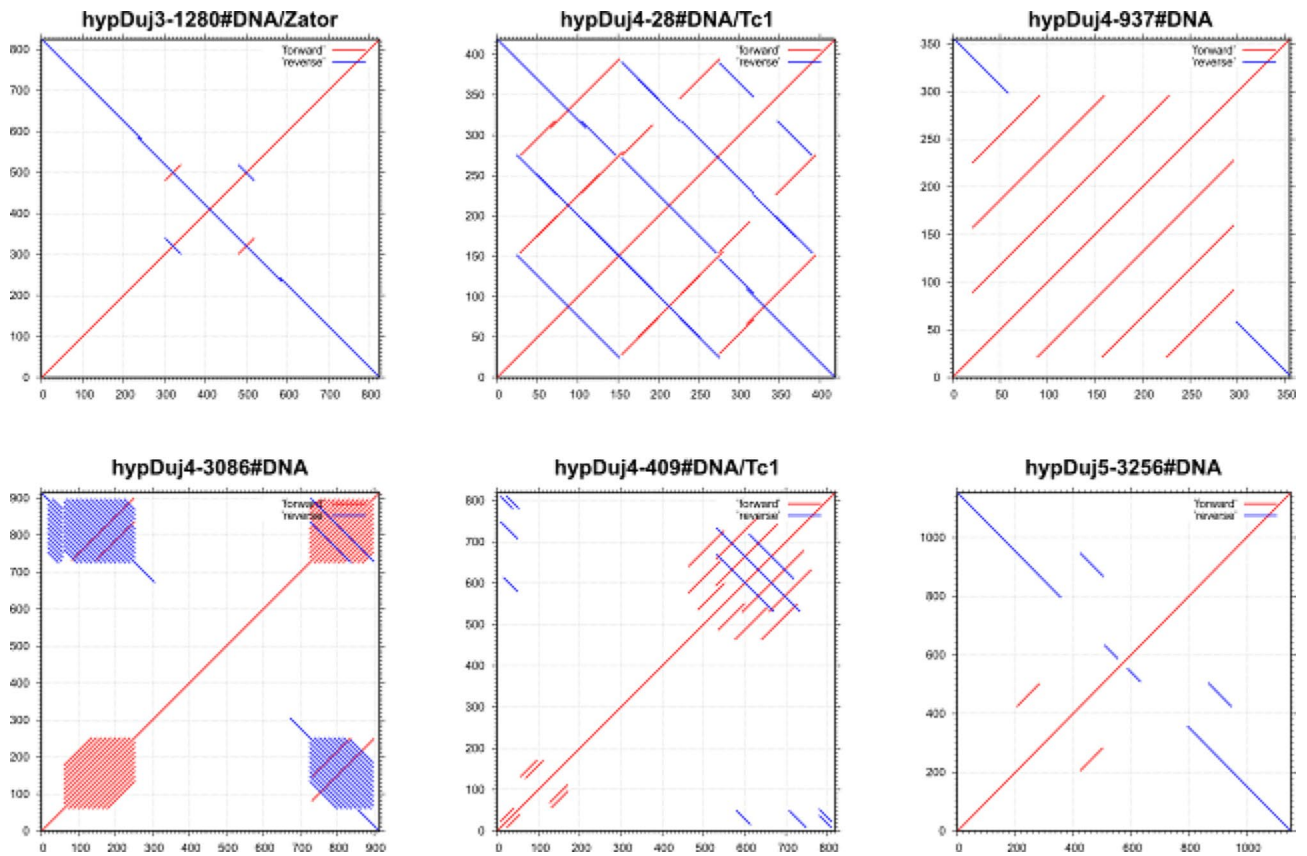 hypDuj3-1280#DNA/Zator
hypDuj4-28#DNA/Tc1
hypDuj4-937#DNA
800
700
600
500
400
300
200
100
0
'forward'
'reverse'
0 100 200 300 400 500 600 700 800
400
350
300
250
200
150
100
50
0
'forward'
'reverse'
0 50 100 150 200 250 300 350 400
350
300
250
200
150
100
50
0
'forward'
'reverse'
0 50 100 150 200 250 300 350
hypDuj4-3086#DNA
hypDuj4-409#DNA/Tc1
hypDuj5-3256#DNA
900
800
700
600
500
400
300
200
100
0
'forward'
'reverse'
0 100 200 300 400 500 600 700 800 900
800
700
600
500
400
300
200
100
0
'forward'
'reverse'
0 100 200 300 400 500 600 700 800
1000
800
600
400
200
0
'forward'
'reverse'
0 200 400 600 800 1000